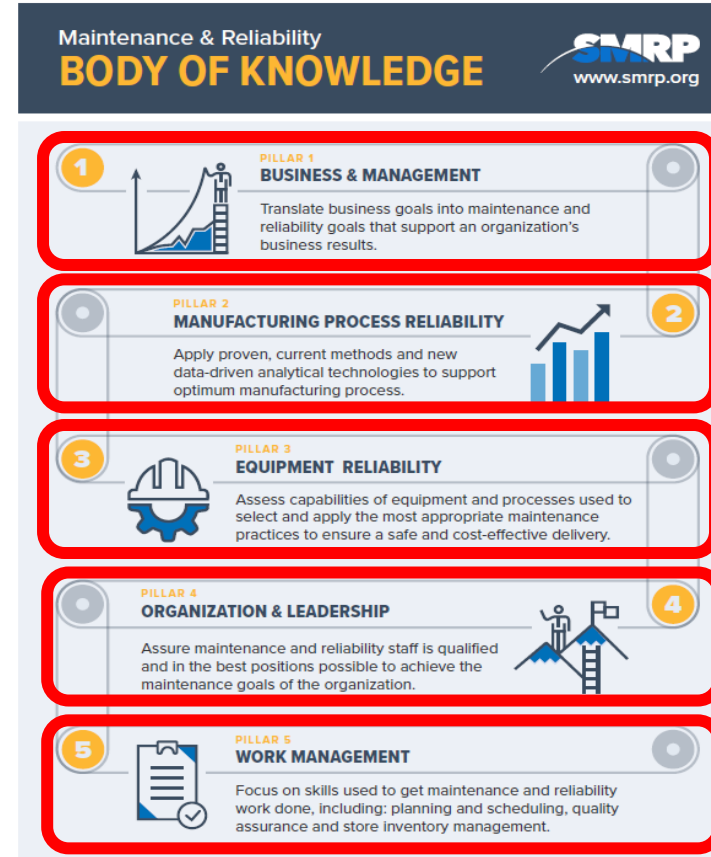 Maintenance & Reliability
BODY OF KNOWLEDGE
SMRP
www.smrp.org
1
PILLAR 1
BUSINESS & MANAGEMENT
Translate business goals into maintenance and
reliability goals that support an organization's
business results.
PILLAR 2
MANUFACTURING PROCESS RELIABILITY
2
Apply proven, current methods and new
data-driven analytical technologies to support
optimum manufacturing process.
3
PILLAR 3
EQUIPMENT RELIABILITY
Assess capabilities of equipment and processes used to
select and apply the most appropriate maintenance
practices to ensure a safe and cost-effective delivery.
PILLAR 4
ORGANIZATION & LEADERSHIP
4
Assure maintenance and reliability staff is qualified
and in the best positions possible to achieve the
maintenance goals of the organization.
5
PILLAR 5
WORK MANAGEMENT
Focus on skills used to get maintenance and reliability
work done, including: planning and scheduling, quality
assurance and store inventory management.